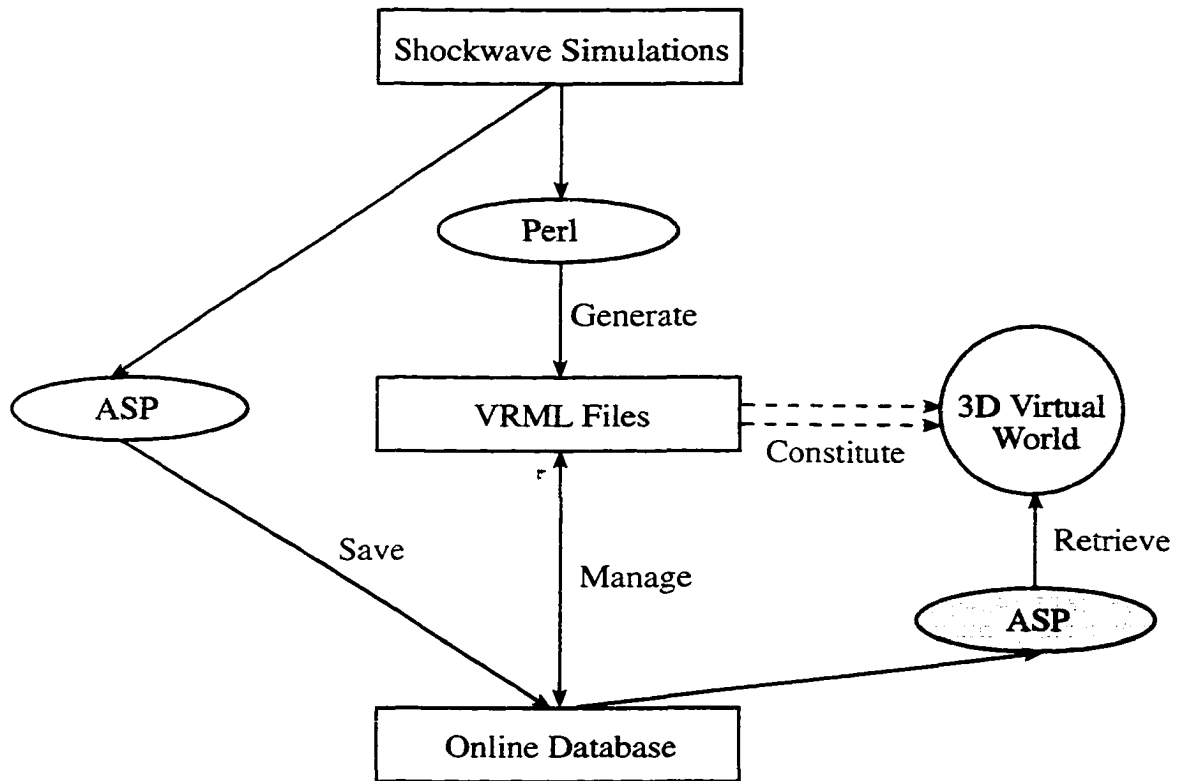 Shockwave Simulations
Perl
Generate
ASP
VRML Files
3D Virtual
World
Constitute
Save
Manage
Retrieve
ASP
Online Database